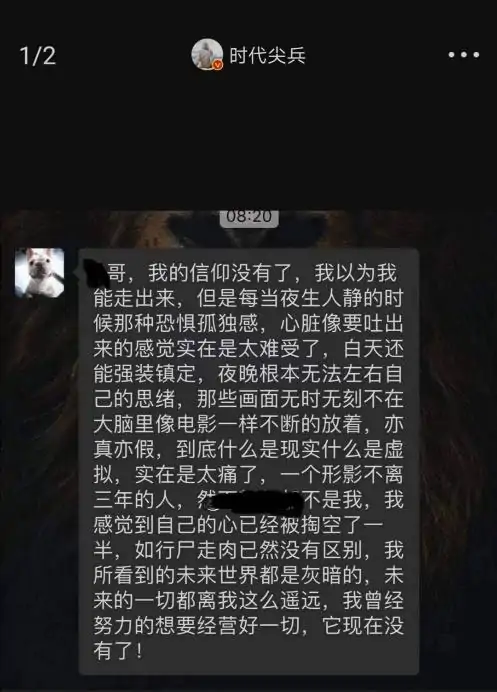 1/2
时代尖兵
08:20
哥，我的信仰没有了，我以为我
能走出来，但是每当夜生人静的时
候那种恐惧孤独感，心脏像要吐出
来的感觉实在是太难受了，白天还
能强装镇定，夜晚根本无法左右自
己的思绪，那些画面无时无刻不在
大脑里像电影一样不断的放着，亦
真亦假，到底什么是现实什么是虚
拟，实在是太痛了，一个形影不离
三年的人，不是我，我
感觉到自己的心已经被掏空了一
半，如行尸走肉已然没有区别，我
所看到的未来世界都是灰暗的，未
来的一切都离我这么遥远，我曾经
努力的想要经营好一切，它现在没
有了！